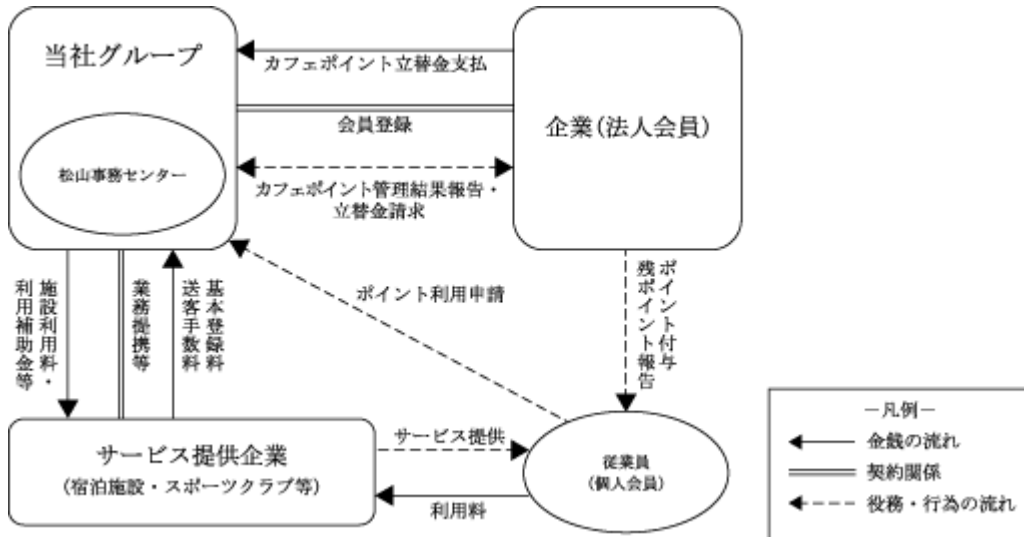 当社グループ
松山事務センター
カフェポイント立替金支払
会員登録
カフェポイント管理結果報告・
立替金請求
企業(法人会員)
施設利用料・
利用補助金等
業務提携等
基本登録料
送客手数料
ポイント利用申請
ポイント付与
残ポイント報告
サービス提供企業
(宿泊施設・スポーツクラブ等)
サービス提供
利用料
従業員
(個人会員)
－凡例－
金銭の流れ
契約関係
役務・行為の流れ